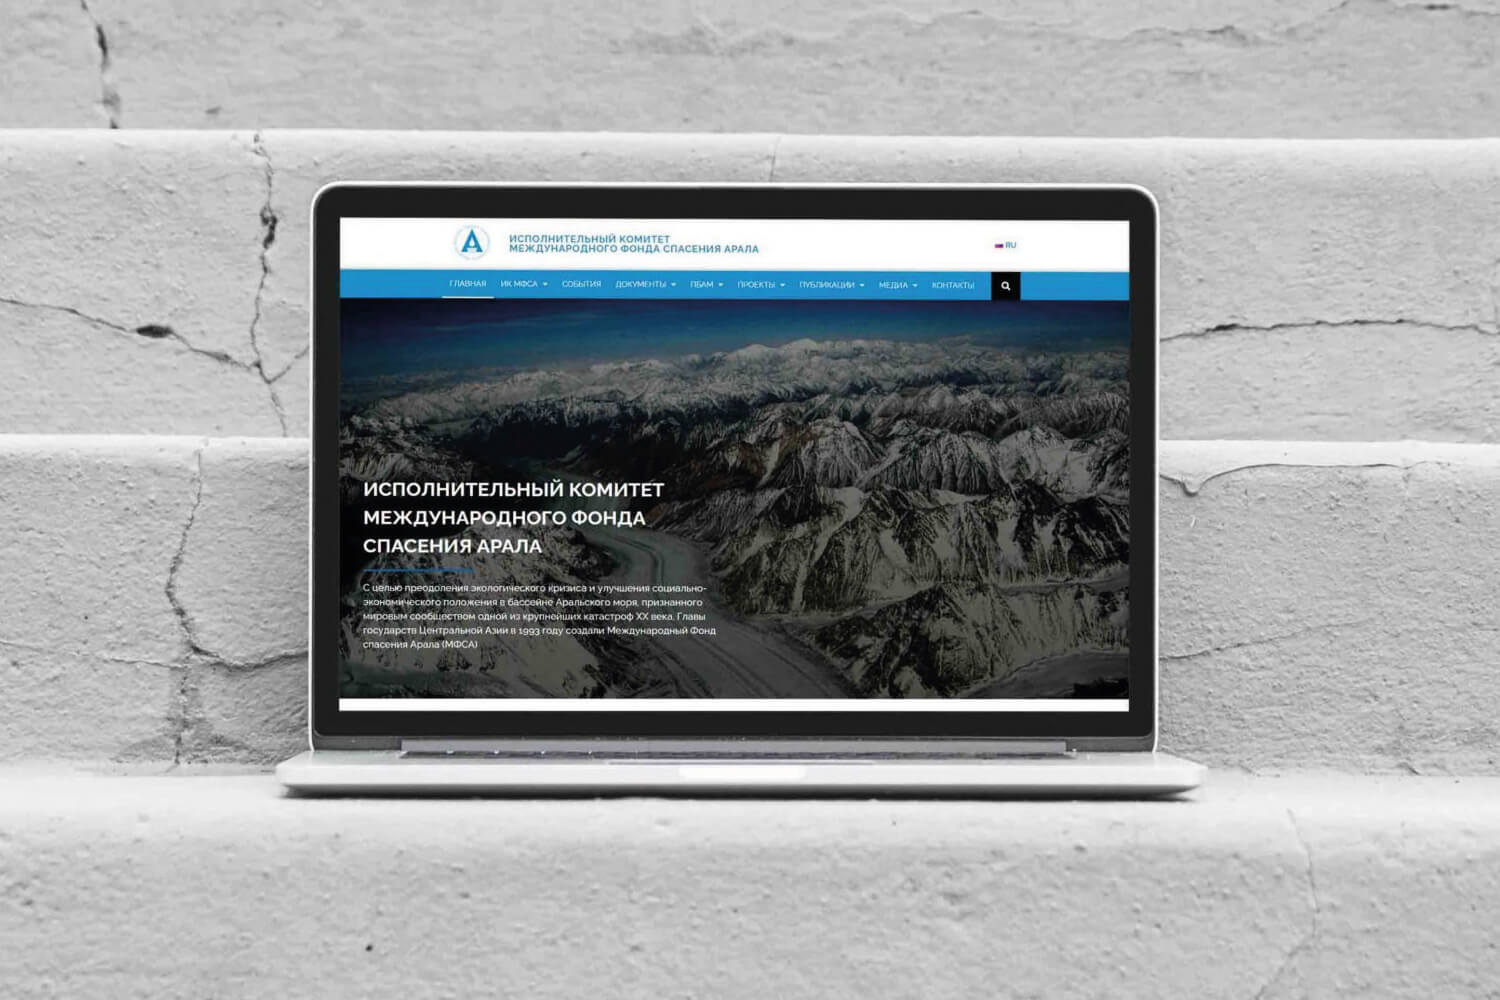 А
ИСПОЛНИТЕЛЬНЫЙ КОМИТЕТ
МЕЖДУНАРОДНОГО ФОНДА СПАСЕНИЯ АРАЛА
RU
ГЛАВНАЯ ИК МФСА СОБЫТИЯ ДОКУМЕНТЫ ПБАМ ПРОЕКТЫ ПУБЛИКАЦИИ МЕДИА КОНТАКТЫ
ИСПОЛНИТЕЛЬНЫЙ КОМИТЕТ
МЕЖДУНАРОДНОГО ФОНДА
СПАСЕНИЯ АРАЛА
С целью преодоления экологического кризиса и улучшения социально-
экономического положения в бассейне Аральского моря, признанного
мировым сообществом одной из крупнейших катастроф XX века, Главы
государств Центральной Азии в 1993 году создали Международный Фонд
спасения Арала (МФСА)